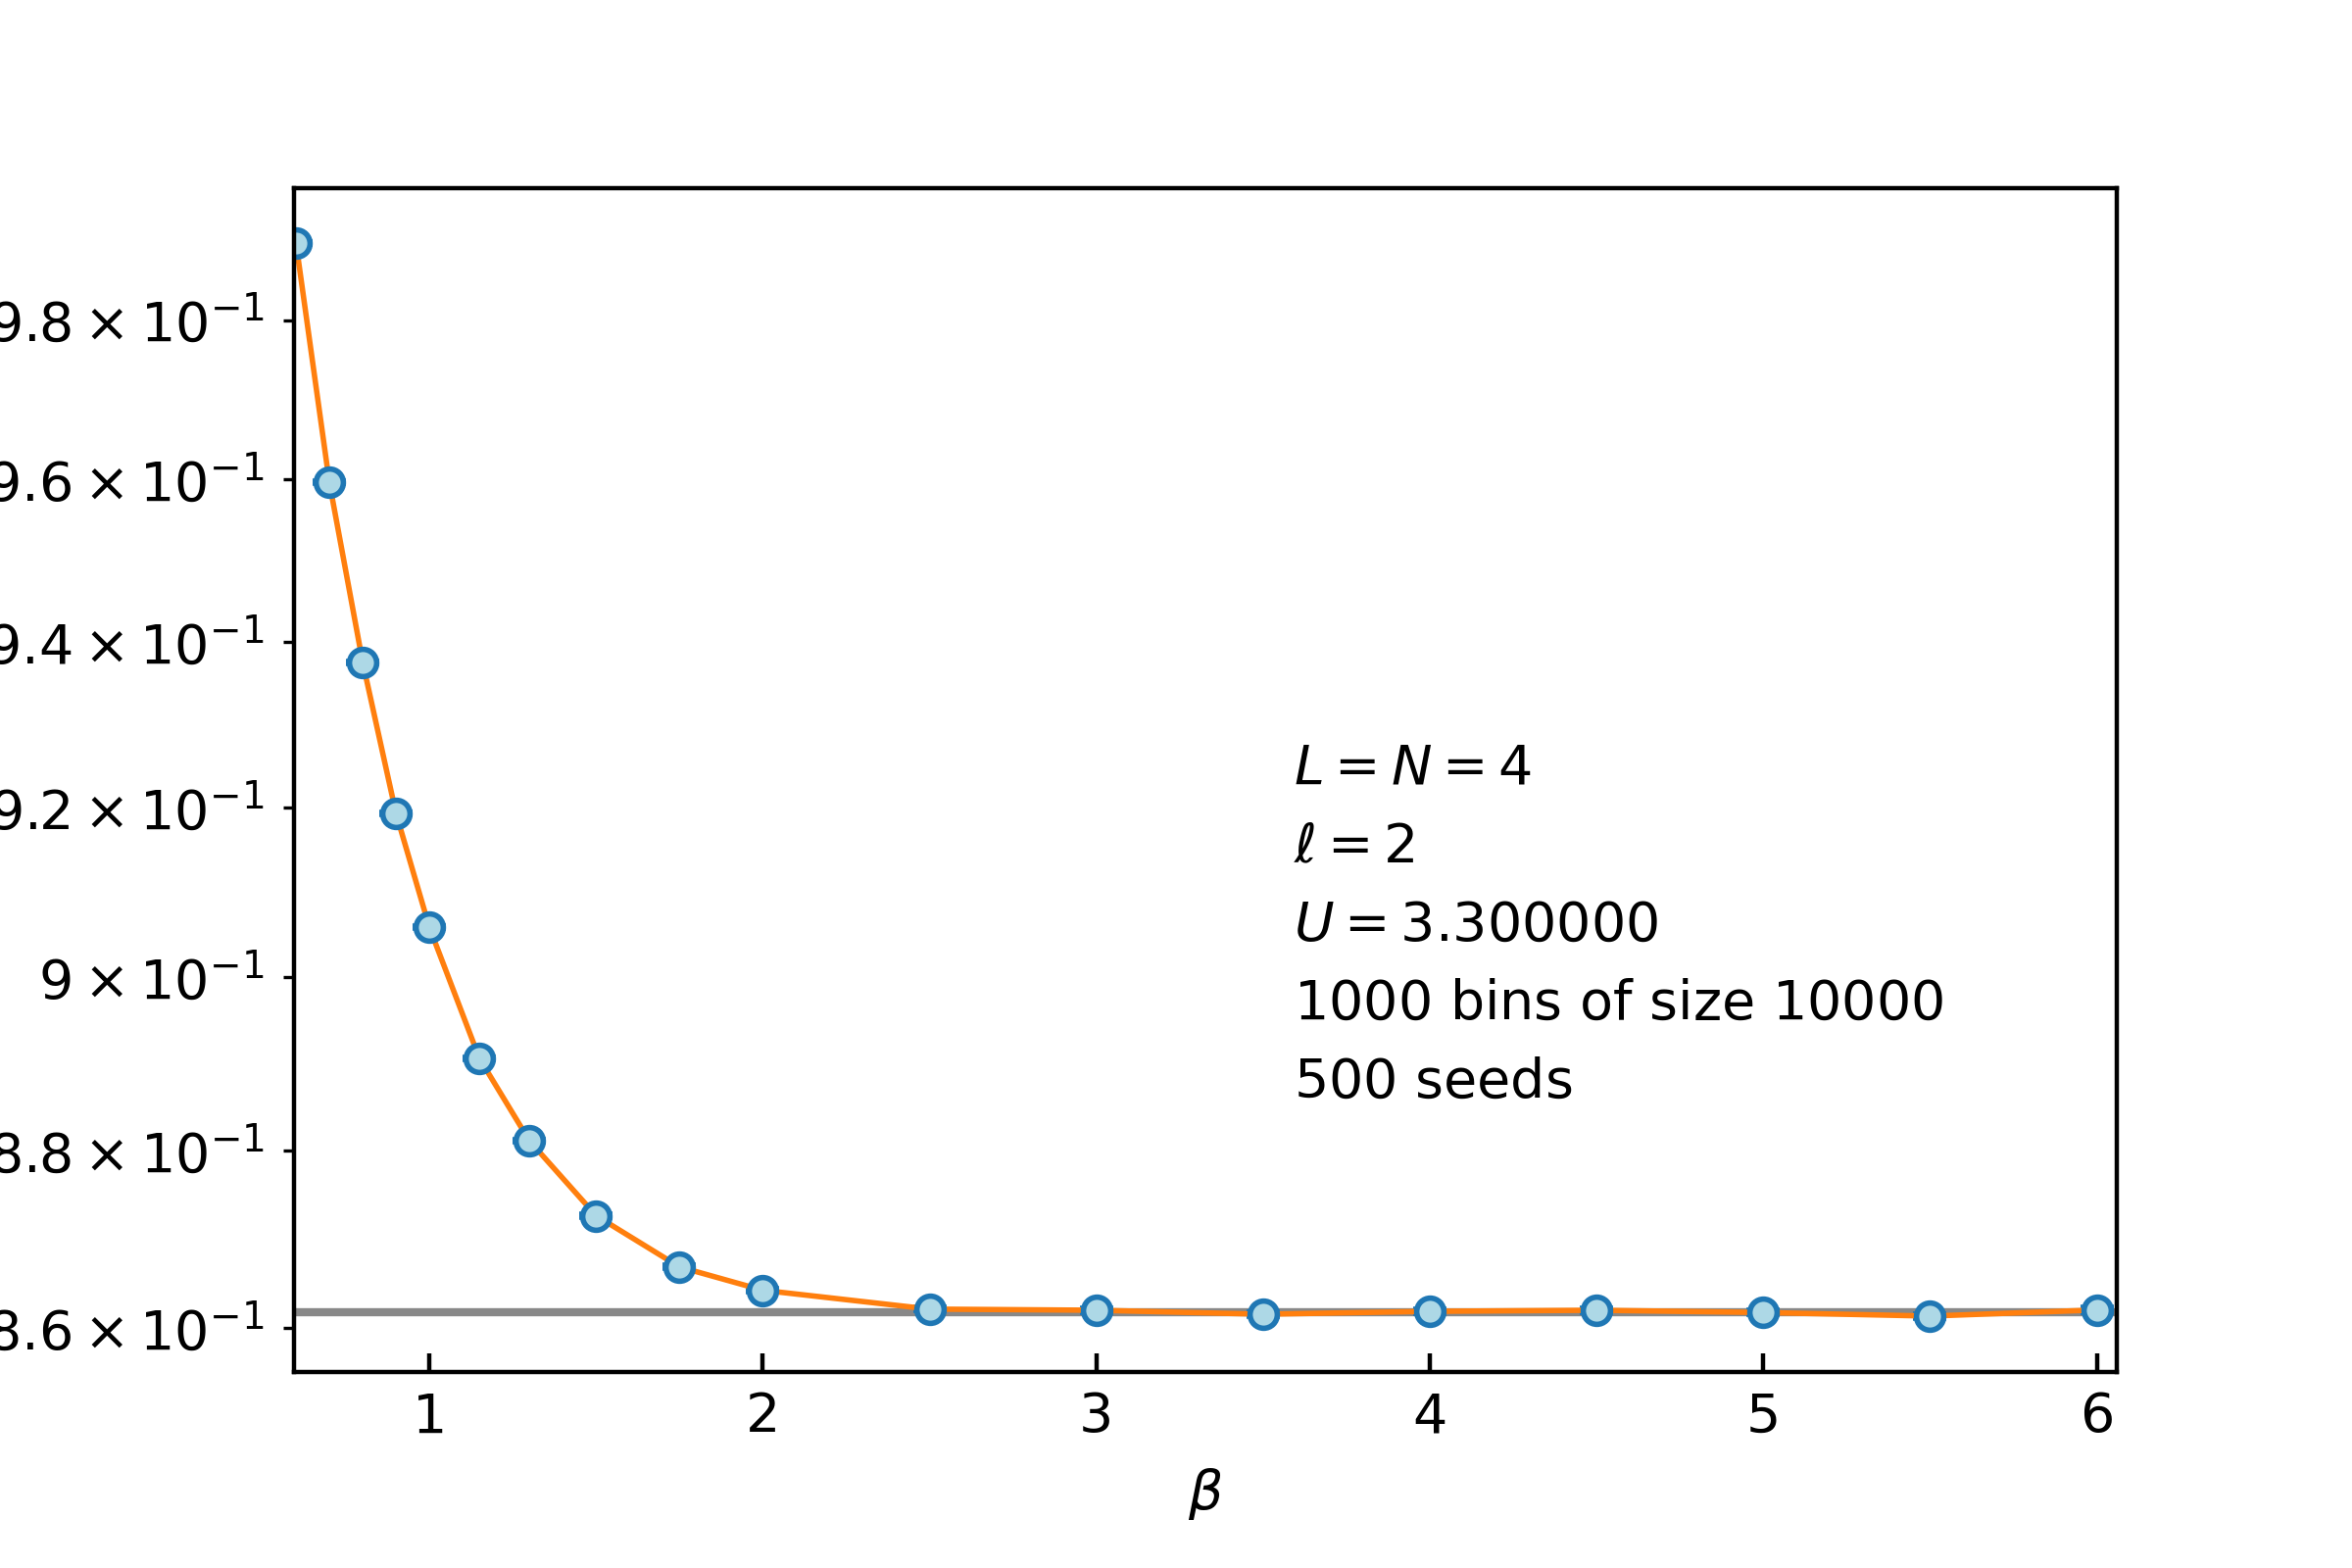 9.8 × 10⁻¹
9.6 × 10⁻¹
9.4 × 10⁻¹
9.2 × 10⁻¹
9 × 10⁻¹
8.8 × 10⁻¹
8.6 × 10⁻¹
L = N = 4
ℓ = 2
U = 3.300000
1000 bins of size 10000
500 seeds
1 2 3 4 5 6
β